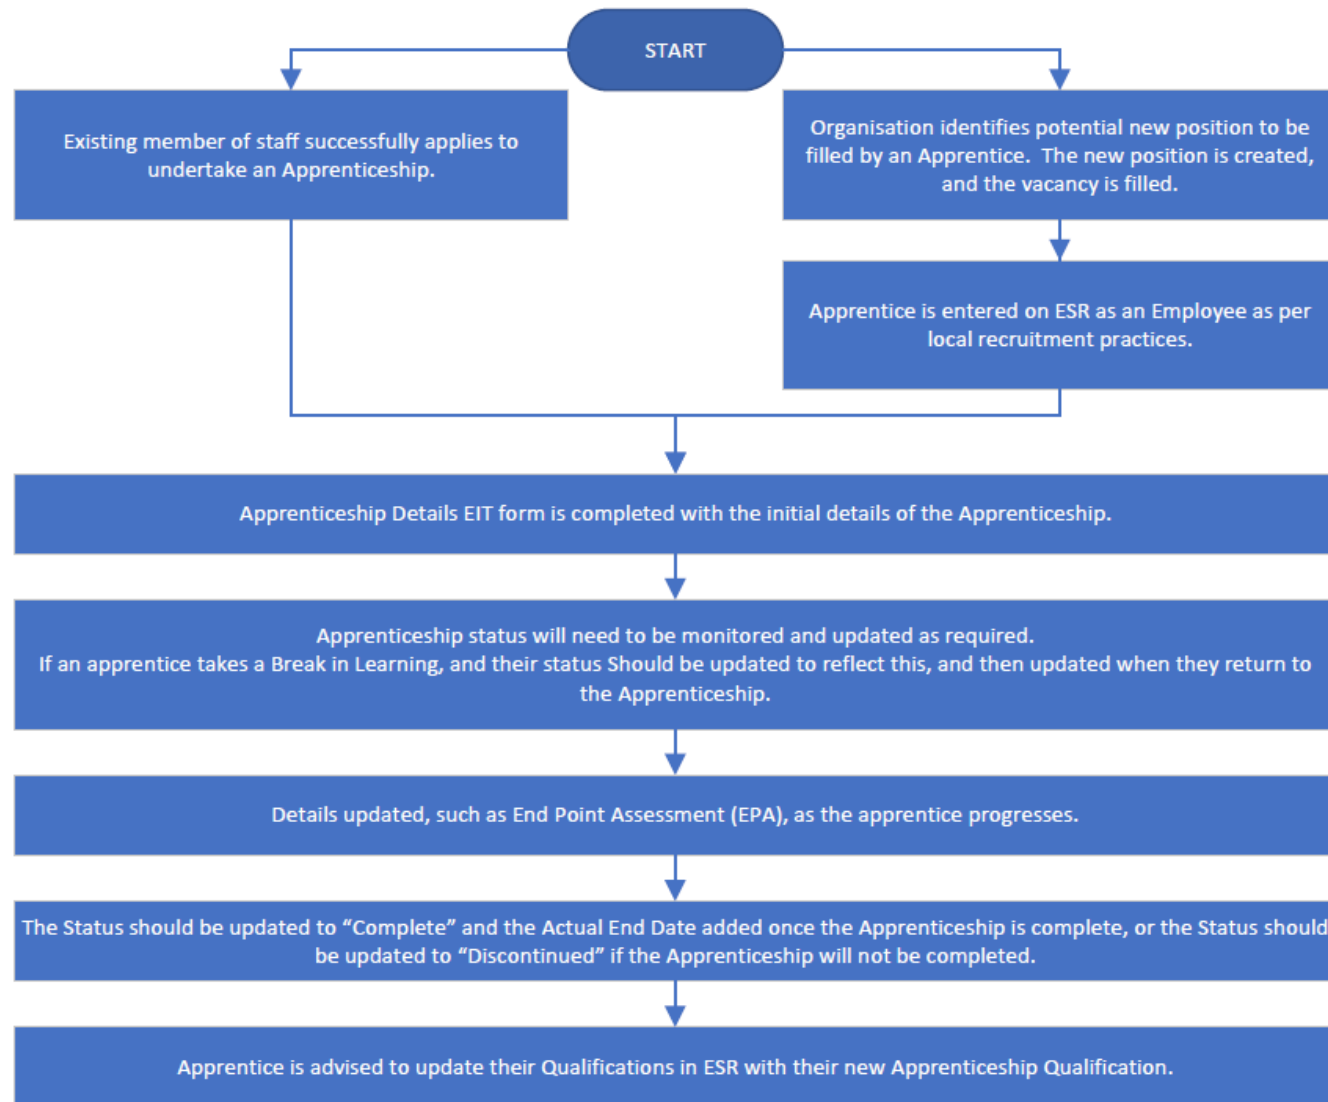 START
Existing member of staff successfully applies to
undertake an Apprenticeship.
Organisation identifies potential new position to be
filled by an Apprentice.  The new position is created,
and the vacancy is filled.
Apprentice is entered on ESR as an Employee as per
local recruitment practices.
Apprenticeship Details EIT form is completed with the initial details of the Apprenticeship.
Apprenticeship status will need to be monitored and updated as required.
If an apprentice takes a Break in Learning, and their status Should be updated to reflect this, and then updated when they return to
the Apprenticeship.
Details updated, such as End Point Assessment (EPA), as the apprentice progresses.
The Status should be updated to “Complete” and the Actual End Date added once the Apprenticeship is complete, or the Status should
be updated to “Discontinued” if the Apprenticeship will not be completed.
Apprentice is advised to update their Qualifications in ESR with their new Apprenticeship Qualification.